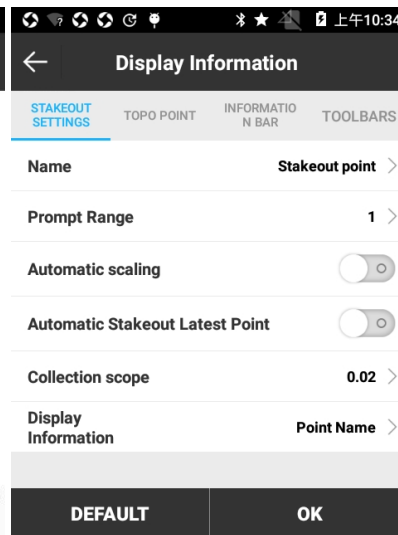 上午10:34
Display Information
STAKEOUT
SETTINGS
TOPO POINT
INFORMATIO
N BAR
TOOLBARS
Name
Stakeout point
Prompt Range
1
Automatic scaling
Automatic Stakeout Latest Point
Collection scope
0.02
Display
Information
Point Name
DEFAULT
OK